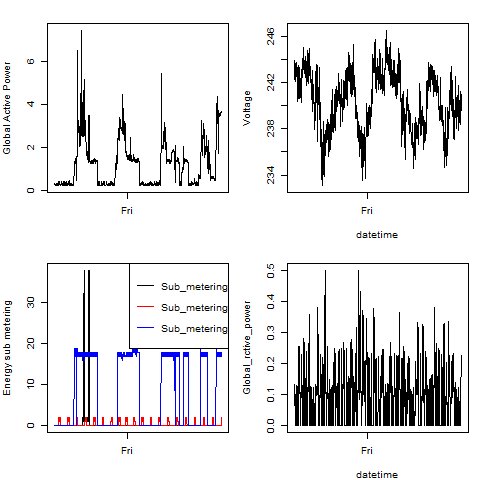 Global Active Power
0
2
4
6
Fri
Voltage
234
238
242
246
Fri
datetime
Energy sub metering
0
10
20
30
Sub_metering
Sub_metering
Sub_metering
Fri
Global_rctive_power
0.0
0.1
0.2
0.3
0.4
0.5
Fri
datetime